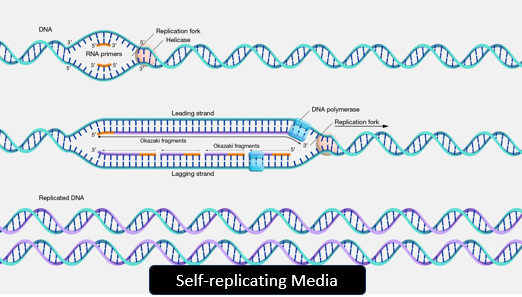 DNA
Replication fork
Helicase
3'
5'
3'
5'
RNA primers
3'
5'
5'
3'
Leading strand
DNA polymerase
Replication fork
5'
3'
Okazaki fragments
Okazaki fragments
3'
5'
Lagging strand
Replicated DNA
Self-replicating Media